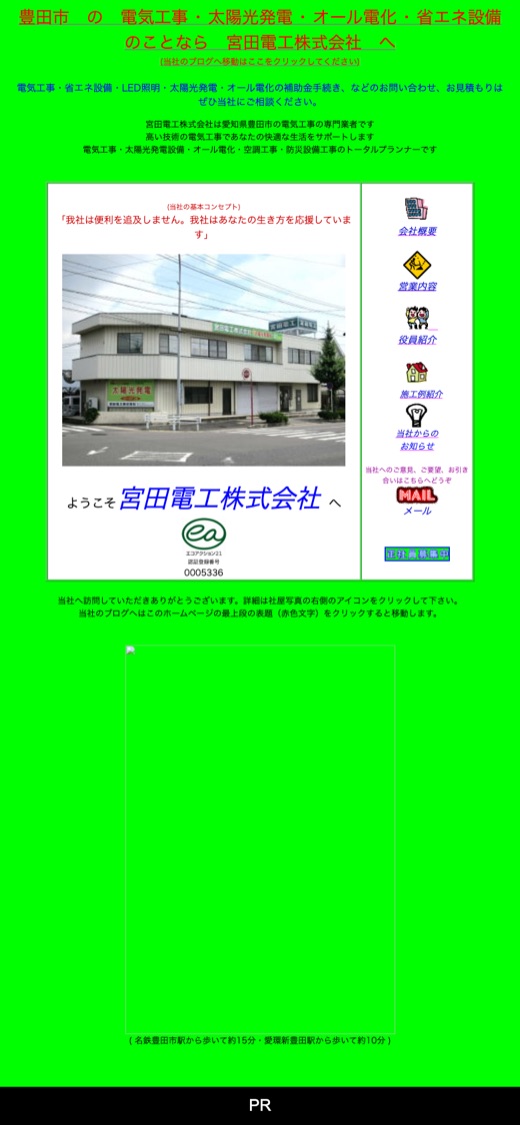 豊田市　の　電気工事・太陽光発電・オール電化・省エネ設備
のことなら　宮田電工株式会社　へ
(当社のブログへ移動はここをクリックしてください)
電気工事・省エネ設備・LED照明・太陽光発電・オール電化の補助金手続き、などのお問い合わせ、お見積もりは
ぜひ当社にご相談ください。
宮田電工株式会社は愛知県豊田市の電気工事の専門業者です
高い技術の電気工事であなたの快適な生活をサポートします
電気工事・太陽光発電設備・オール電化・空調工事・防災設備工事のトータルプランナーです
(当社の基本コンセプト)
「我社は便利を追及しません。我社はあなたの生き方を応援していま
す」
太陽光発電
ようこそ宮田電工株式会社 へ
ea
エコアクション21
認証登録番号
0005336
会社概要
営業内容
役員紹介
施工例紹介
当社からの
お知らせ
当社へのご意見、ご要望、お引き
合いはこちらへどうぞ
MAIL
メール
正社員募集中
当社へ訪問していただきありがとうございます。詳細は社屋写真の右側のアイコンをクリックして下さい。
当社のブログへはこのホームページの最上段の表題（赤色文字）をクリックすると移動します。
( 名鉄豊田市駅から歩いて約15分・愛環新豊田駅から歩いて約10分 )
PR